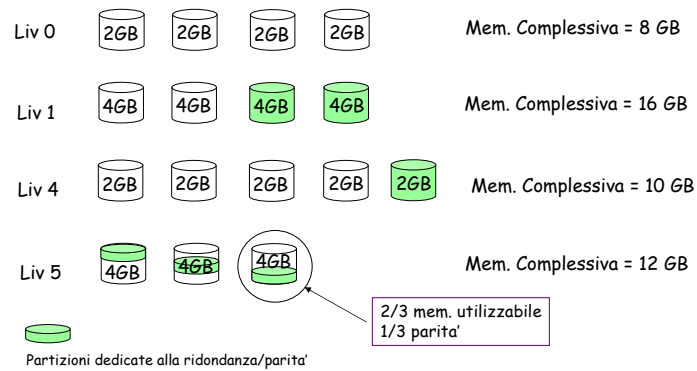 Liv 0 2GB 2GB 2GB 2GB Mem. Complessiva = 8 GB
Liv 1 4GB 4GB 4GB 4GB Mem. Complessiva = 16 GB
Liv 4 2GB 2GB 2GB 2GB 2GB Mem. Complessiva = 10 GB
Liv 5 4GB 4GB 4GB Mem. Complessiva = 12 GB
2/3 mem. utilizzabile
1/3 parita'
Partizioni dedicate alla ridondanza/parita'